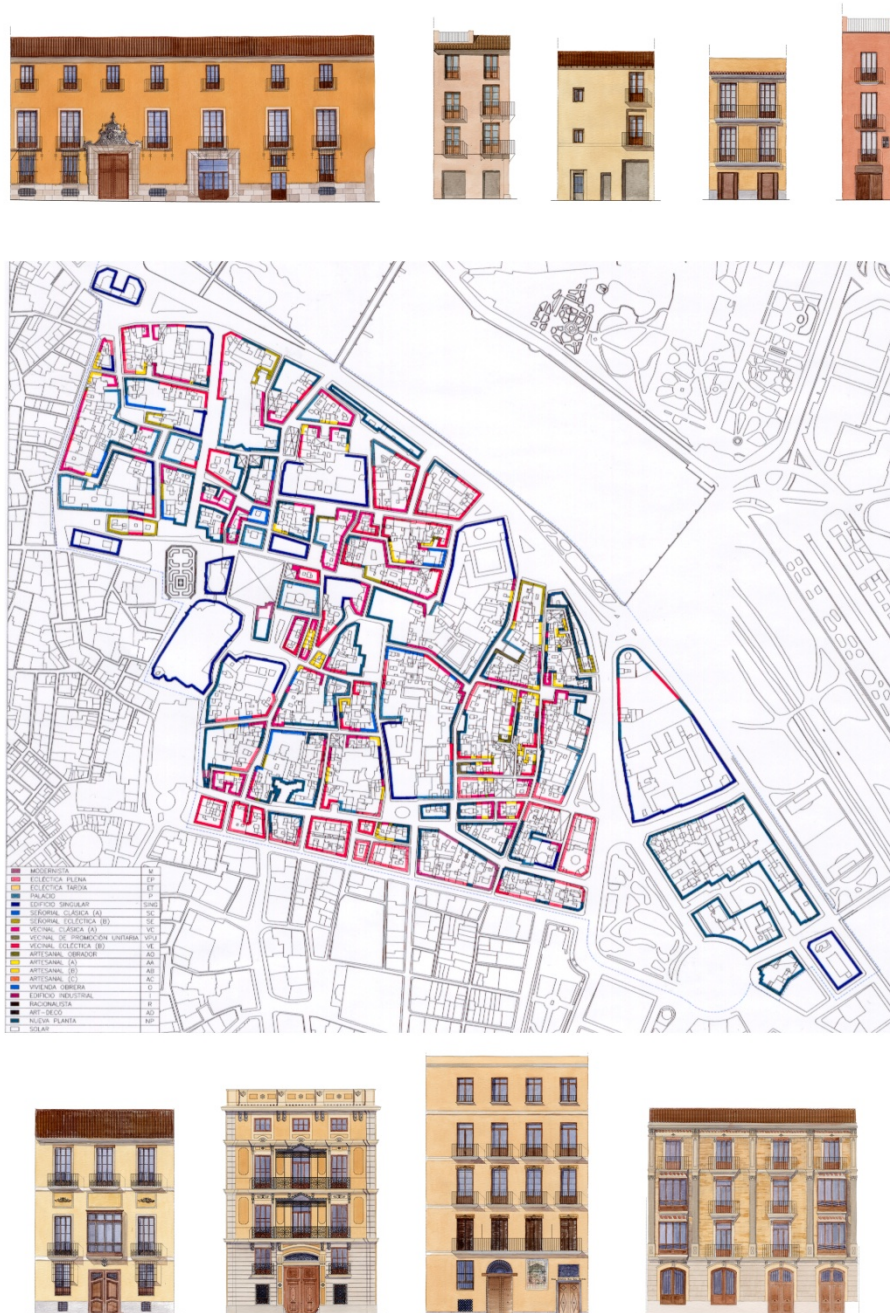 MODERNISTA M
ECLÉCTICA PLENA EP
ECLÉCTICA TARDÍA ET
PALACIO P
EDIFICIO SINGULAR SING
SEÑORIAL CLÁSICA (A) SC
SEÑORIAL ECLÉCTICA (B) SE
VECINAL CLÁSICA (A) VC
VECINAL DE PROMOCIÓN UNITARIA VPU
VECINAL ECLÉCTICA (B) VE
ARTESANAL OBRADOR AO
ARTESANAL (A) AA
ARTESANAL (B) AB
ARTESANAL (C) AC
VIVIENDA OBRERA O
EDIFICIO INDUSTRIAL I
RACIONALISTA R
ART-DECÓ AD
NUEVA PLANTA NP
SOLAR